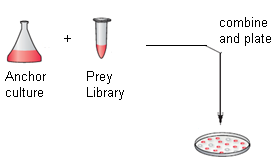 combine
and plate
+
Anchor
culture
Prey
Library